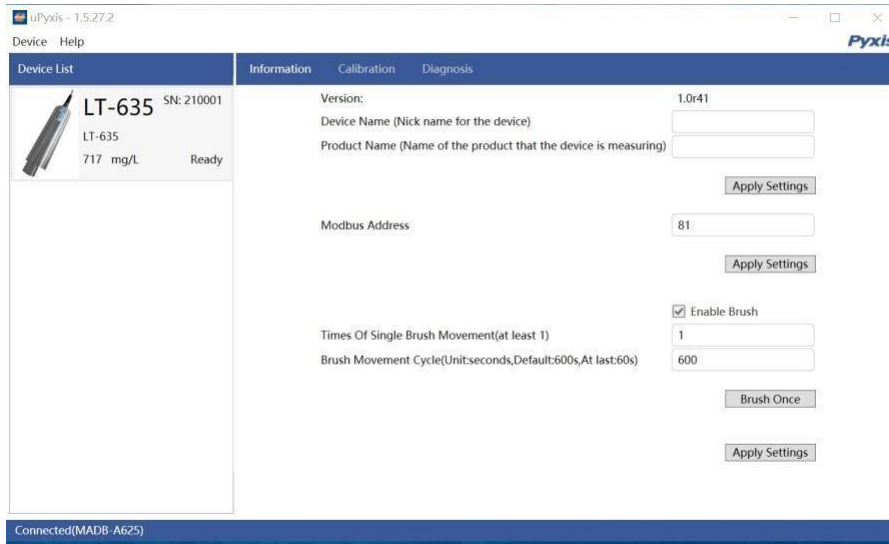 uPyxis - 1.5.27.2
Device Help
Pyxis
Device List
Information Calibration Diagnosis
LT-635 SN: 210001
LT-635
717 mg/L Ready
Version: 1.0r41
Device Name (Nick name for the device)
Product Name (Name of the product that the device is measuring)
Apply Settings
Modbus Address 81
Apply Settings
Enable Brush
Times Of Single Brush Movement(at least 1) 1
Brush Movement Cycle(Unit:seconds,Default:600s,At last:60s) 600
Brush Once
Apply Settings
Connected(MADB-A625)